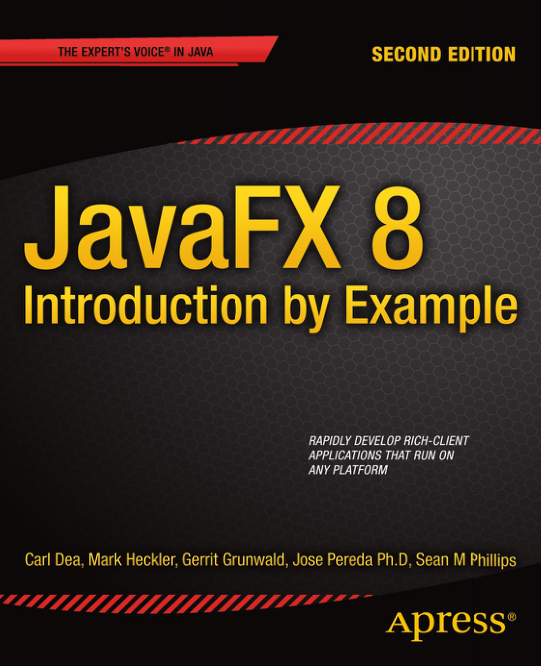 THE EXPERT'S VOICE® IN JAVA
SECOND EDITION
JavaFX 8
Introduction by Example
RAPIDLY DEVELOP RICH-CLIENT
APPLICATIONS THAT RUN ON
ANY PLATFORM
Carl Dea, Mark Heckler, Gerrit Grunwald, Jose Pereda Ph.D, Sean M Phillips
Apress®